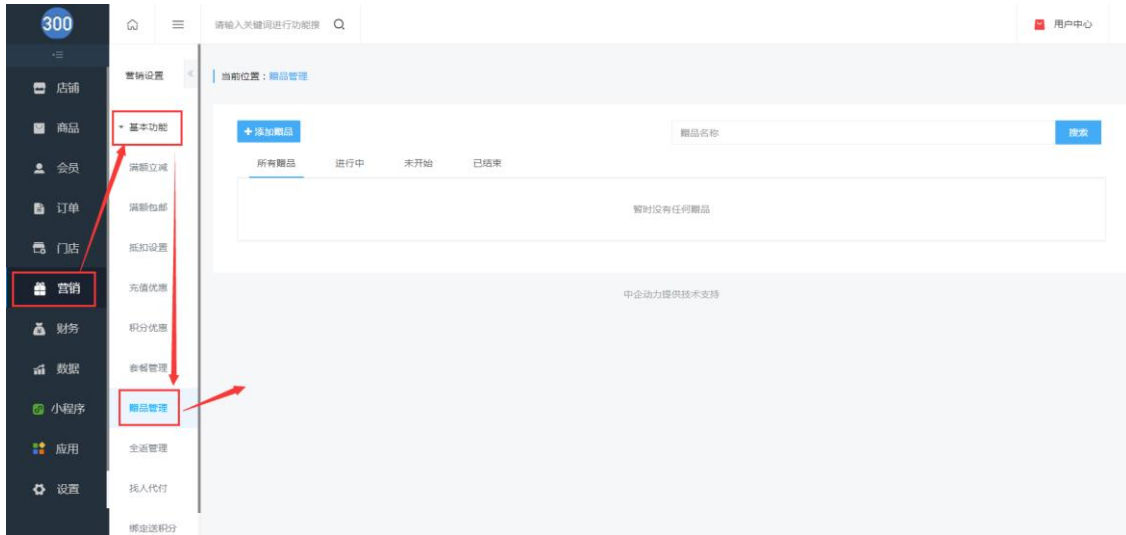 300
请输入关键词进行功能搜
用户中心
店铺
商品
会员
订单
门店
营销
财务
数据
小程序
应用
设置
营销设置
基本功能
满额立减
满额包邮
抵扣设置
充值优惠
积分优惠
套餐管理
赠品管理
全返管理
找人代付
绑定送积分
当前位置：赠品管理
+添加赠品
赠品名称
搜索
所有赠品 进行中 未开始 已结束
暂时没有任何赠品
中企动力提供技术支持